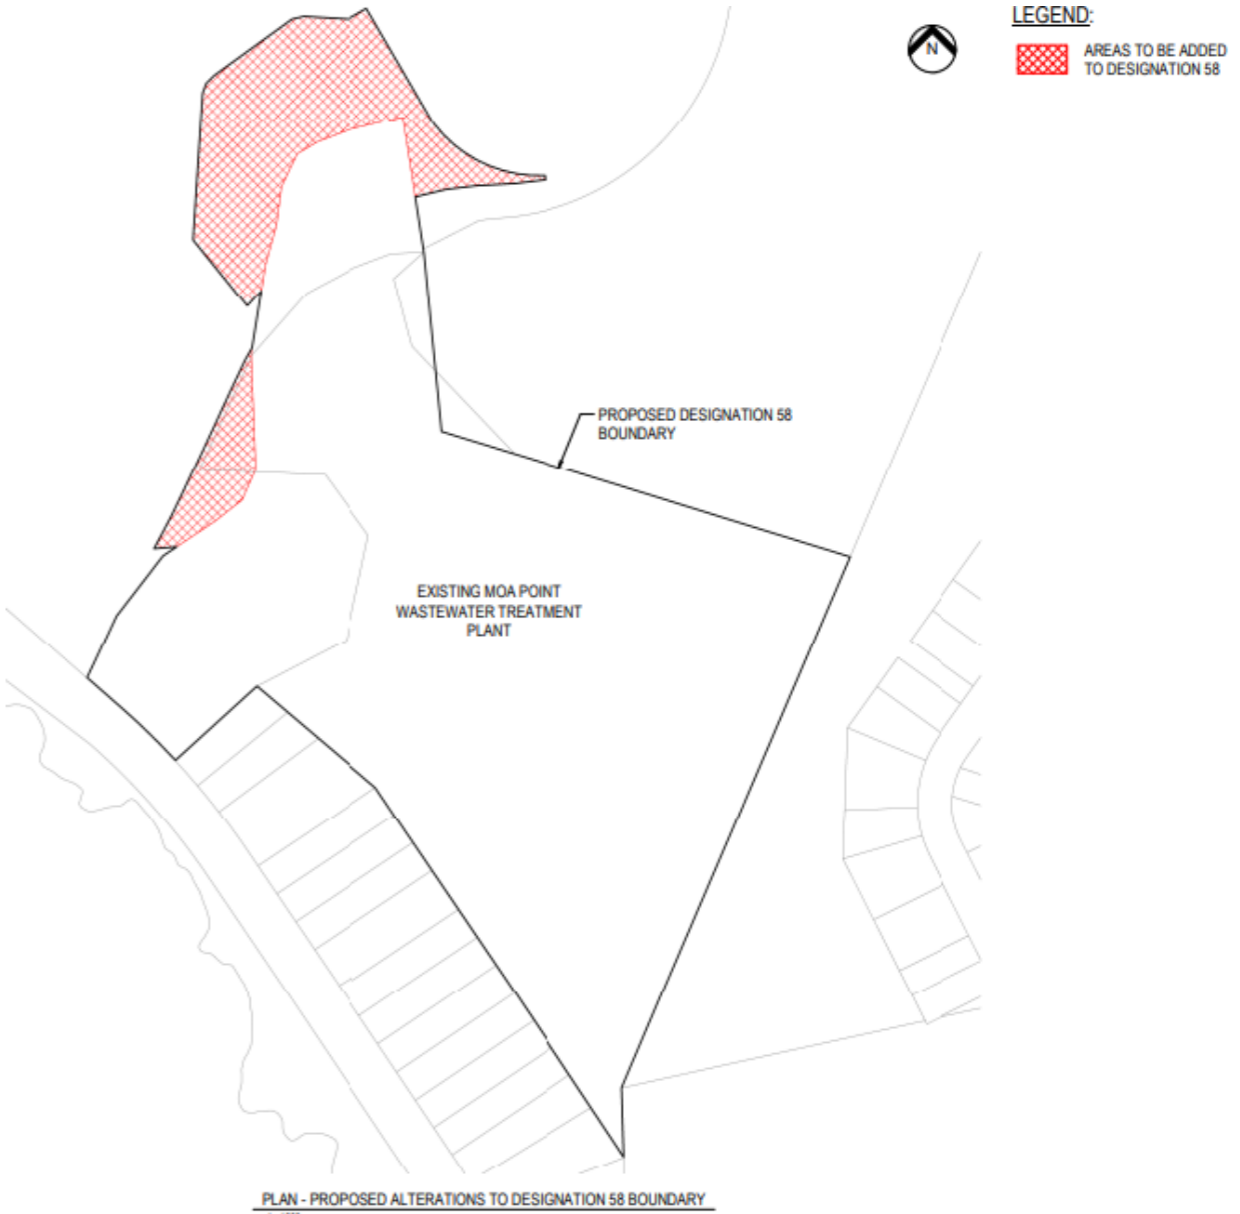 LEGEND:
N
AREAS TO BE ADDED
TO DESIGNATION 58
PROPOSED DESIGNATION 58
BOUNDARY
EXISTING MOA POINT
WASTEWATER TREATMENT
PLANT
PLAN - PROPOSED ALTERATIONS TO DESIGNATION 58 BOUNDARY